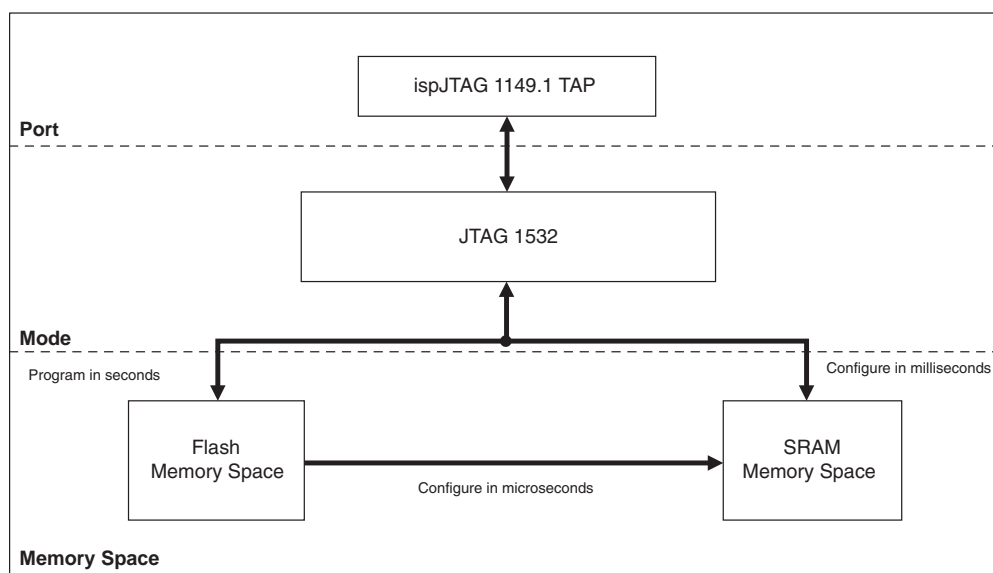 ispJTAG 1149.1 TAP
Port
JTAG 1532
Mode
Program in seconds
Configure in milliseconds
Flash
Memory Space
SRAM
Memory Space
Configure in microseconds
Memory Space